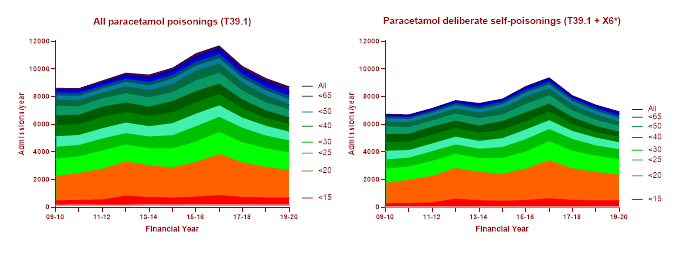 All paracetamol poisonings (T39.1)
12000
10000
8000
6000
4000
2000
0
Admissions/year
09-10 11-12 13-14 15-16 17-18 19-20
Financial Year
All
<65
<50
<40
<30
<25
<20
<15
Paracetamol deliberate self-poisonings (T39.1 + X6*)
12000
10000
8000
6000
4000
2000
0
Admissions/year
09-10 11-12 13-14 15-16 17-18 19-20
Financial Year
All
<65
<50
<40
<30
<25
<20
<15